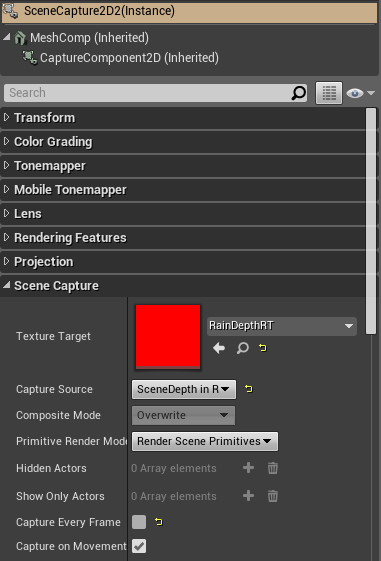 SceneCapture2D2(Instance)
MeshComp (Inherited)
CaptureComponent2D (Inherited)
Search
Transform
Color Grading
Tonemapper
Mobile Tonemapper
Lens
Rendering Features
Projection
Scene Capture
Texture Target
RainDepthRT
Capture Source
SceneDepth in R
Composite Mode
Overwrite
Primitive Render Mode
Render Scene Primitives
Hidden Actors
0 Array elements
Show Only Actors
0 Array elements
Capture Every Frame
Capture on Movement